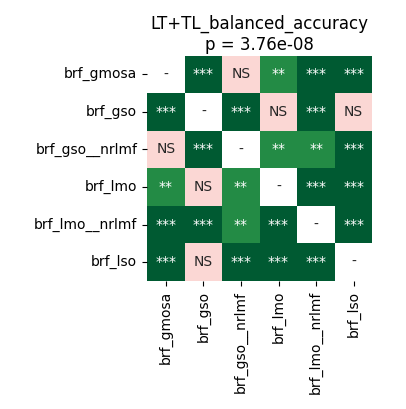 LT+TL_balanced_accuracy
p = 3.76e-08
brf_gmosa - *** NS ** *** ***
brf_gso *** - *** NS *** NS
brf_gso__nrlmf NS *** - ** ** ***
brf_lmo ** NS ** - *** ***
brf_lmo__nrlmf *** *** ** *** - ***
brf_lso *** NS *** *** *** -
brf_gmosa
brf_gso
brf_gso__nrlmf
brf_lmo
brf_lmo__nrlmf
brf_lso